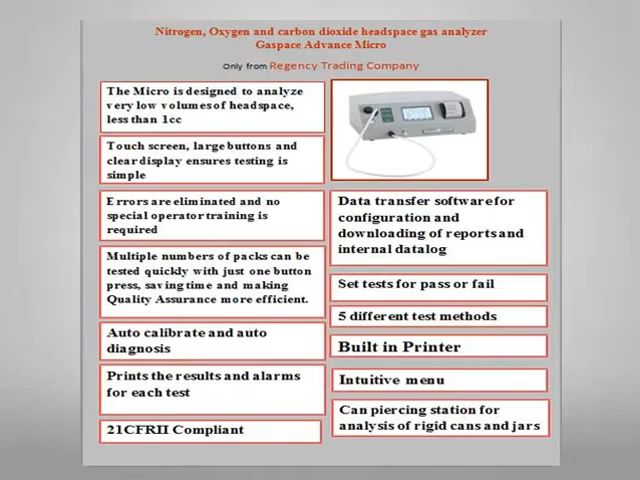 Nitrogen, Oxygen and carbon dioxide headspace gas analyzer
Gaspace Advance Micro
Only from Regency Trading Company
The Micro is designed to analyze
very low volumes of headspace,
less than 1cc
Touch screen, large buttons and
clear display ensures testing is
simple
Errors are eliminated and no
special operator training is
required
Multiple numbers of packs can be
tested quickly with just one button
press, saving time and making
Quality Assurance more efficient.
Auto calibrate and auto
diagnosis
Prints the results and alarms
for each test
21CFRII Compliant
Data transfer software for
configuration and
downloading of reports and
internal datalog
Set tests for pass or fail
5 different test methods
Built in Printer
Intuitive menu
Can piercing station for
analysis of rigid cans and jars